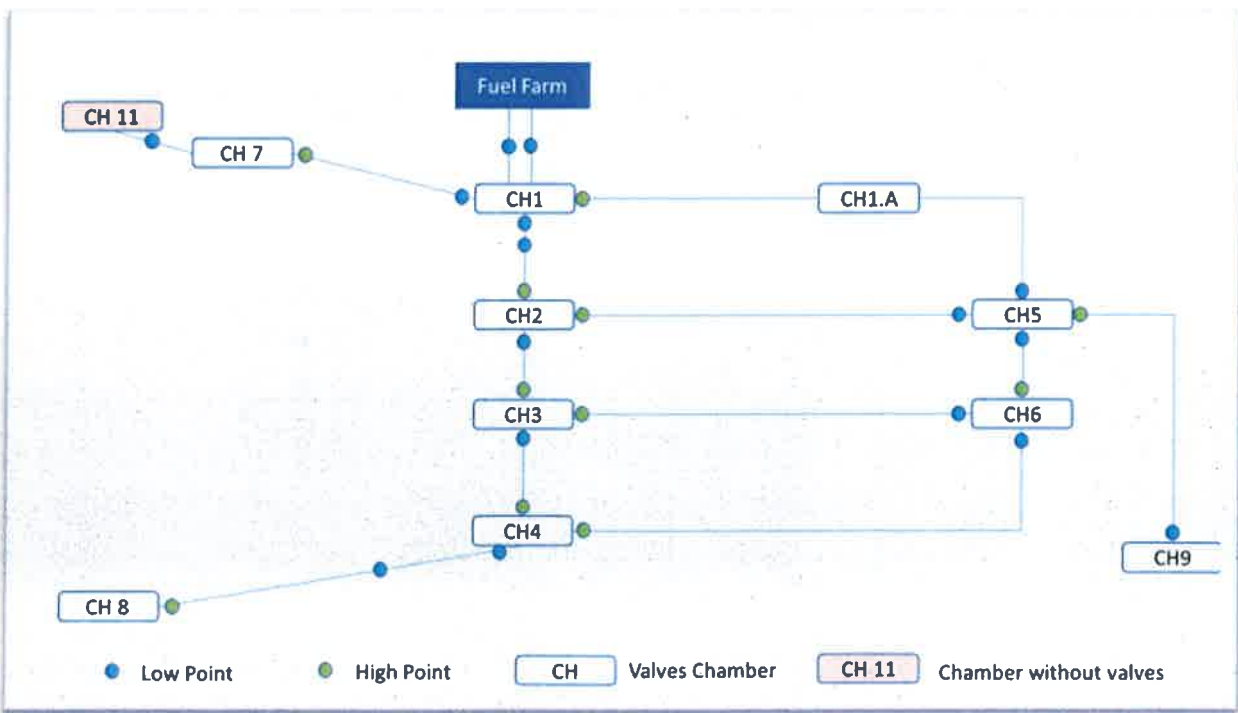 Fuel Farm
CH 11
CH 7
CH1
CH1.A
CH2
CH5
CH3
CH6
CH4
CH9
CH 8
Low Point
High Point
CH
Valves Chamber
CH 11
Chamber without valves